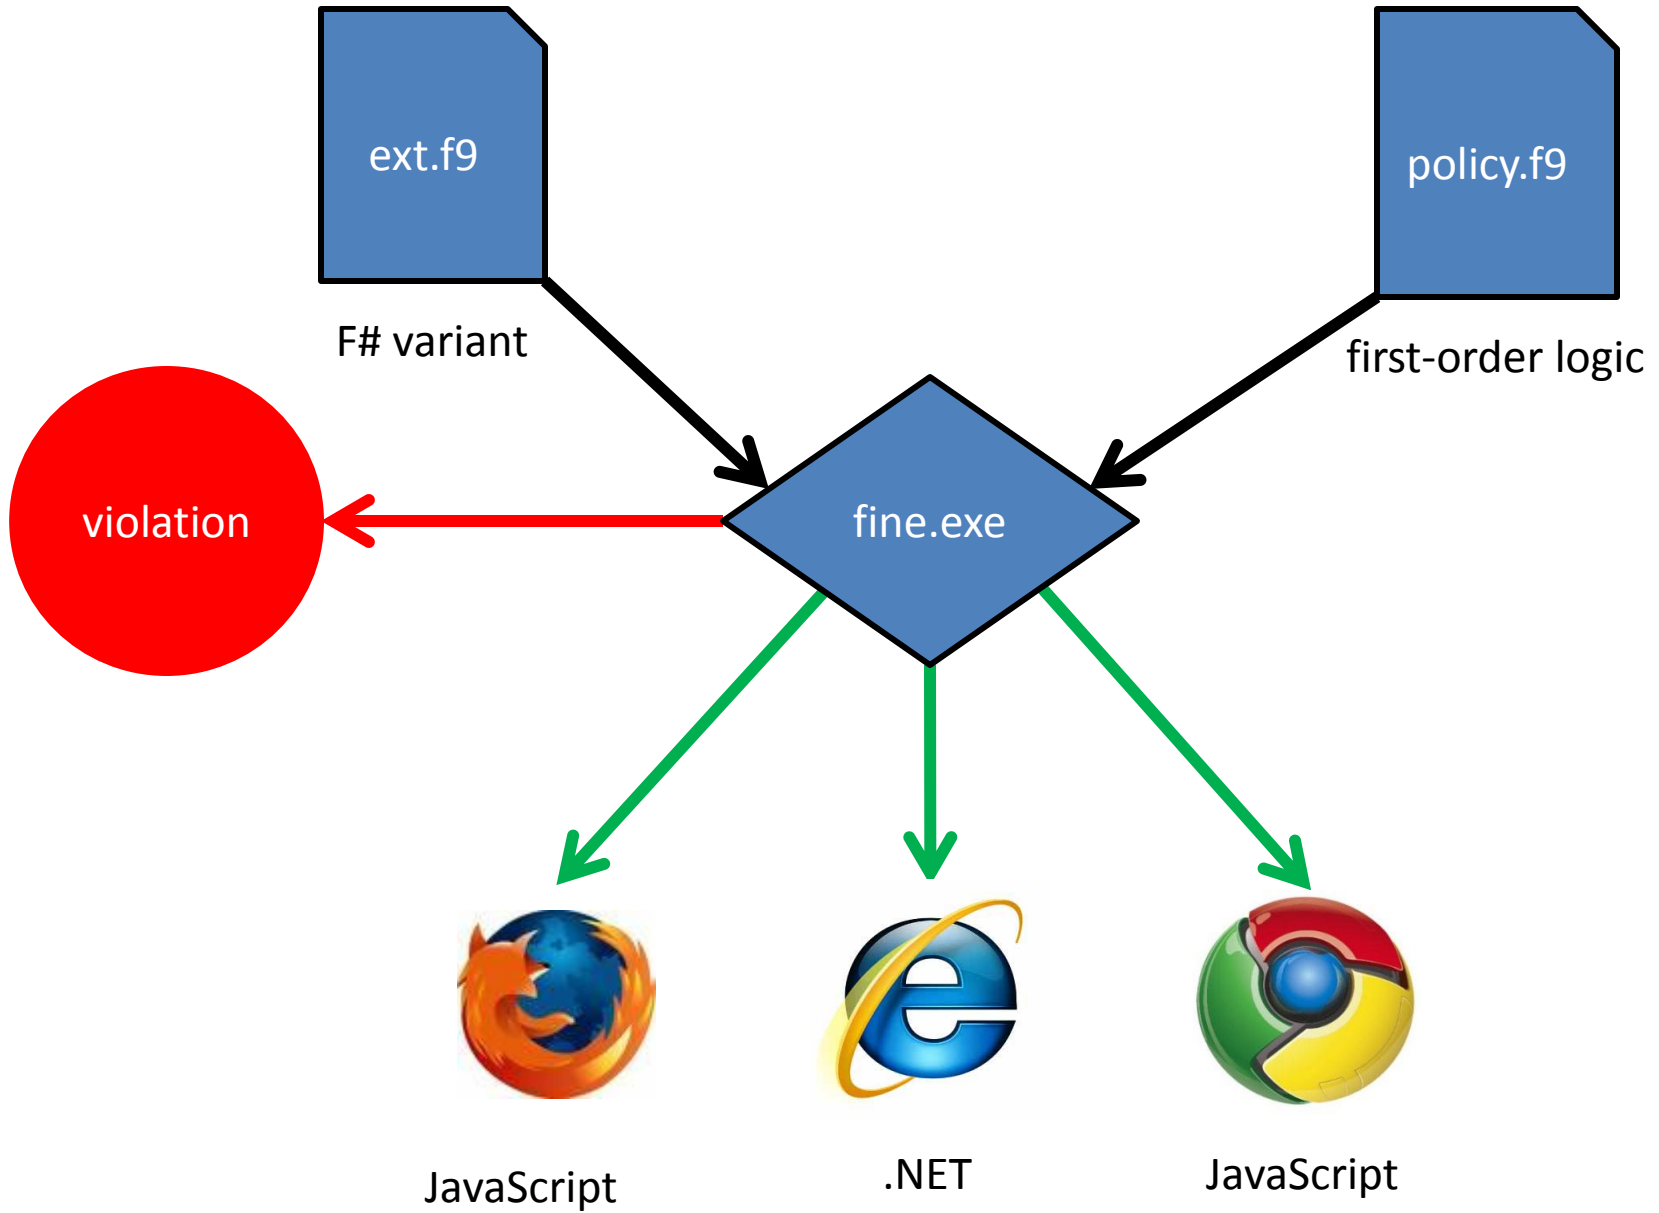 ext.f9
policy.f9
F# variant
first-order logic
violation
fine.exe
JavaScript
.NET
JavaScript